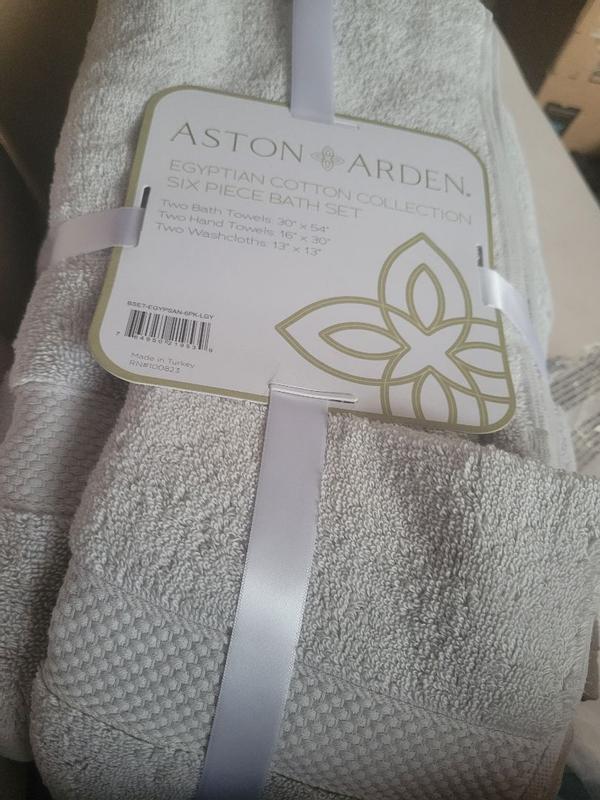 ASTON ARDEN.
EGYPTIAN COTTON COLLECTION
SIX PIECE BATH SET
Two Bath Towels: 30" x 54"
Two Hand Towels: 16" x 30"
Two Washcloths: 13" x 13"
BSET-EGYPSAN-6PK-LGY
Made in Turkey
RN#100823